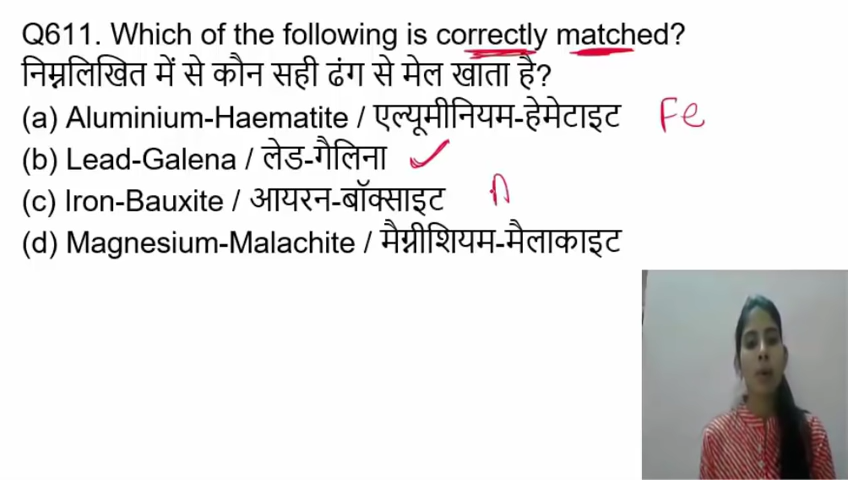 Q611. Which of the following is correctly matched?
निम्नलिखित में से कौन सही ढंग से मेल खाता है?
(a) Aluminium-Haematite / एल्यूमीनियम-हेमेटाइट Fe
(b) Lead-Galena / लेड-गैलिना
(c) Iron-Bauxite / आयरन-बॉक्साइट
(d) Magnesium-Malachite / मैग्नीशियम-मैलाकाइट